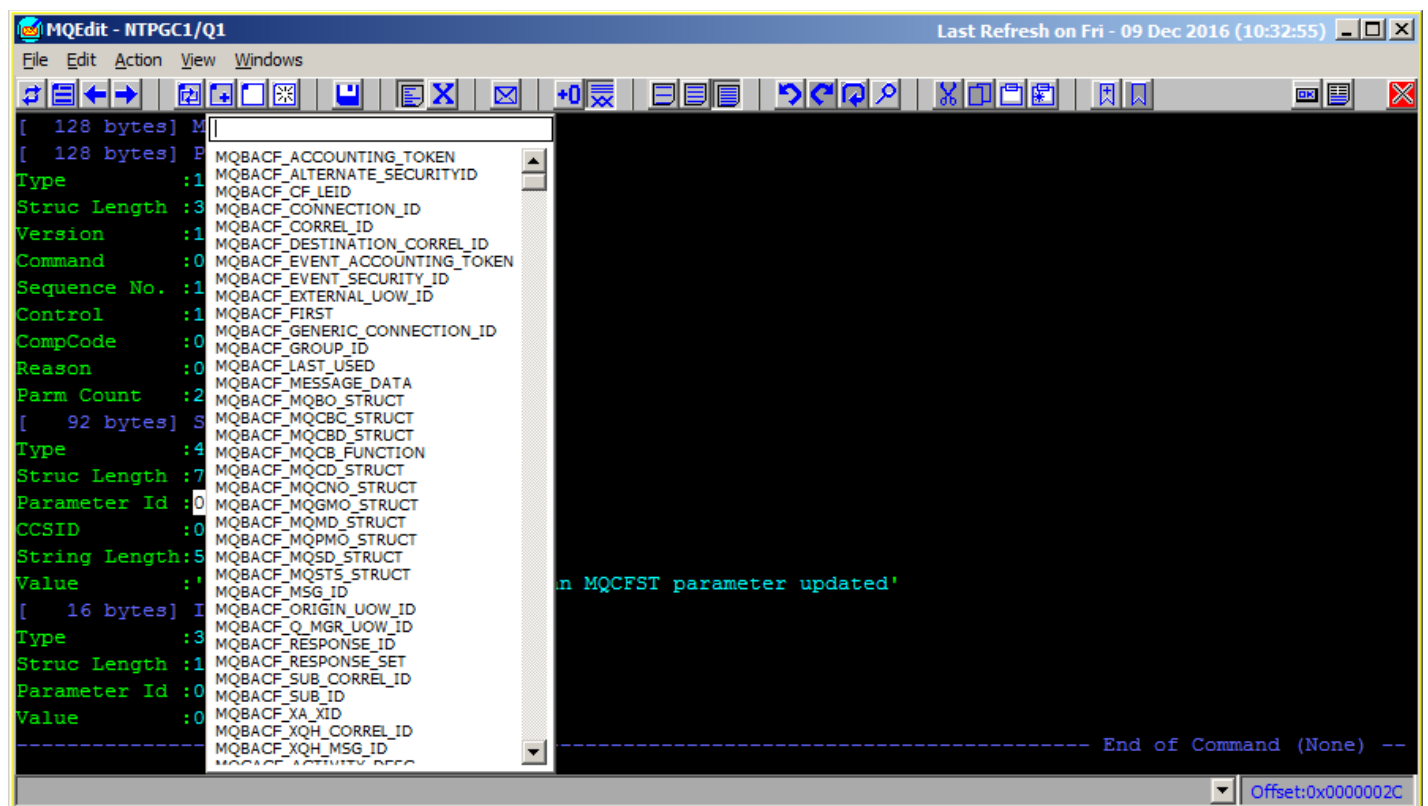 MQEdit - NTPGC1/Q1 Last Refresh on Fri - 09 Dec 2016 (10:32:55)
File Edit Action View Windows
+0 OK
[ 128 bytes] M
[ 128 bytes] P
Type :1
Struc Length :3
Version :1
Command :0
Sequence No. :1
Control :1
CompCode :0
Reason :0
Parm Count :2
[ 92 bytes] S
Type :4
Struc Length :7
Parameter Id :0
CCSID :0
String Length:5
Value :' n MQCFST parameter updated'
[ 16 bytes] I
Type :3
Struc Length :1
Parameter Id :0
Value :0
MQBACF_ACCOUNTING_TOKEN
MQBACF_ALTERNATE_SECURITYID
MQBACF_CF_LEID
MQBACF_CONNECTION_ID
MQBACF_CORREL_ID
MQBACF_DESTINATION_CORREL_ID
MQBACF_EVENT_ACCOUNTING_TOKEN
MQBACF_EVENT_SECURITY_ID
MQBACF_EXTERNAL_UOW_ID
MQBACF_FIRST
MQBACF_GENERIC_CONNECTION_ID
MQBACF_GROUP_ID
MQBACF_LAST_USED
MQBACF_MESSAGE_DATA
MQBACF_MQBO_STRUCT
MQBACF_MQCBC_STRUCT
MQBACF_MQCBD_STRUCT
MQBACF_MQCB_FUNCTION
MQBACF_MQCD_STRUCT
MQBACF_MQCNO_STRUCT
MQBACF_MQGMO_STRUCT
MQBACF_MQMD_STRUCT
MQBACF_MQPMO_STRUCT
MQBACF_MQSD_STRUCT
MQBACF_MQSTS_STRUCT
MQBACF_MSG_ID
MQBACF_ORIGIN_UOW_ID
MQBACF_Q_MGR_UOW_ID
MQBACF_RESPONSE_ID
MQBACF_RESPONSE_SET
MQBACF_SUB_CORREL_ID
MQBACF_SUB_ID
MQBACF_XA_XID
MQBACF_XQH_CORREL_ID
MQBACF_XQH_MSG_ID
End of Command (None) --
Offset:0x0000002C